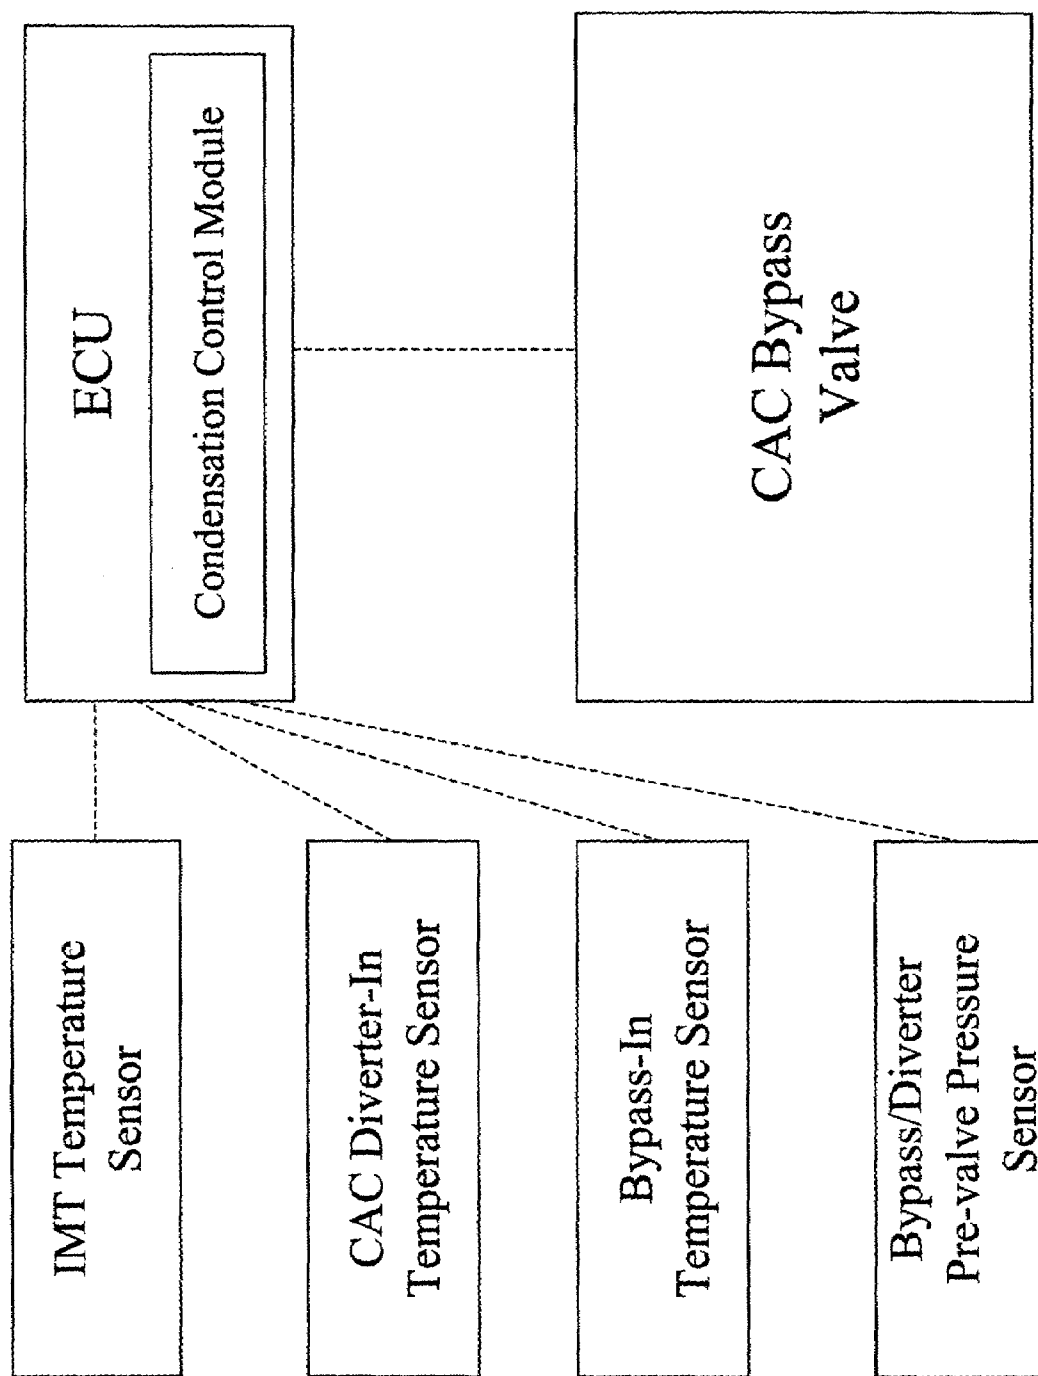 ECU
Condensation Control Module
CAC Bypass
Valve
IMT Temperature
Sensor
CAC Diverter-In
Temperature Sensor
Bypass-In
Temperature Sensor
Bypass/Diverter
Pre-valve Pressure
Sensor